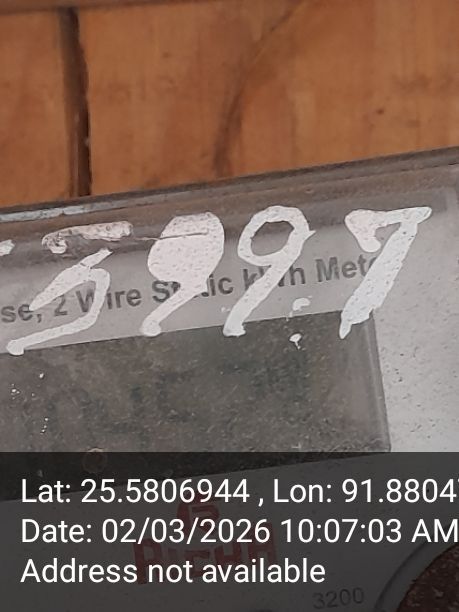 5997
se, 2 Wire Static kWh Mete
Lat: 25.5806944 , Lon: 91.8804
Date: 02/03/2026 10:07:03 AM
Address not available
3200